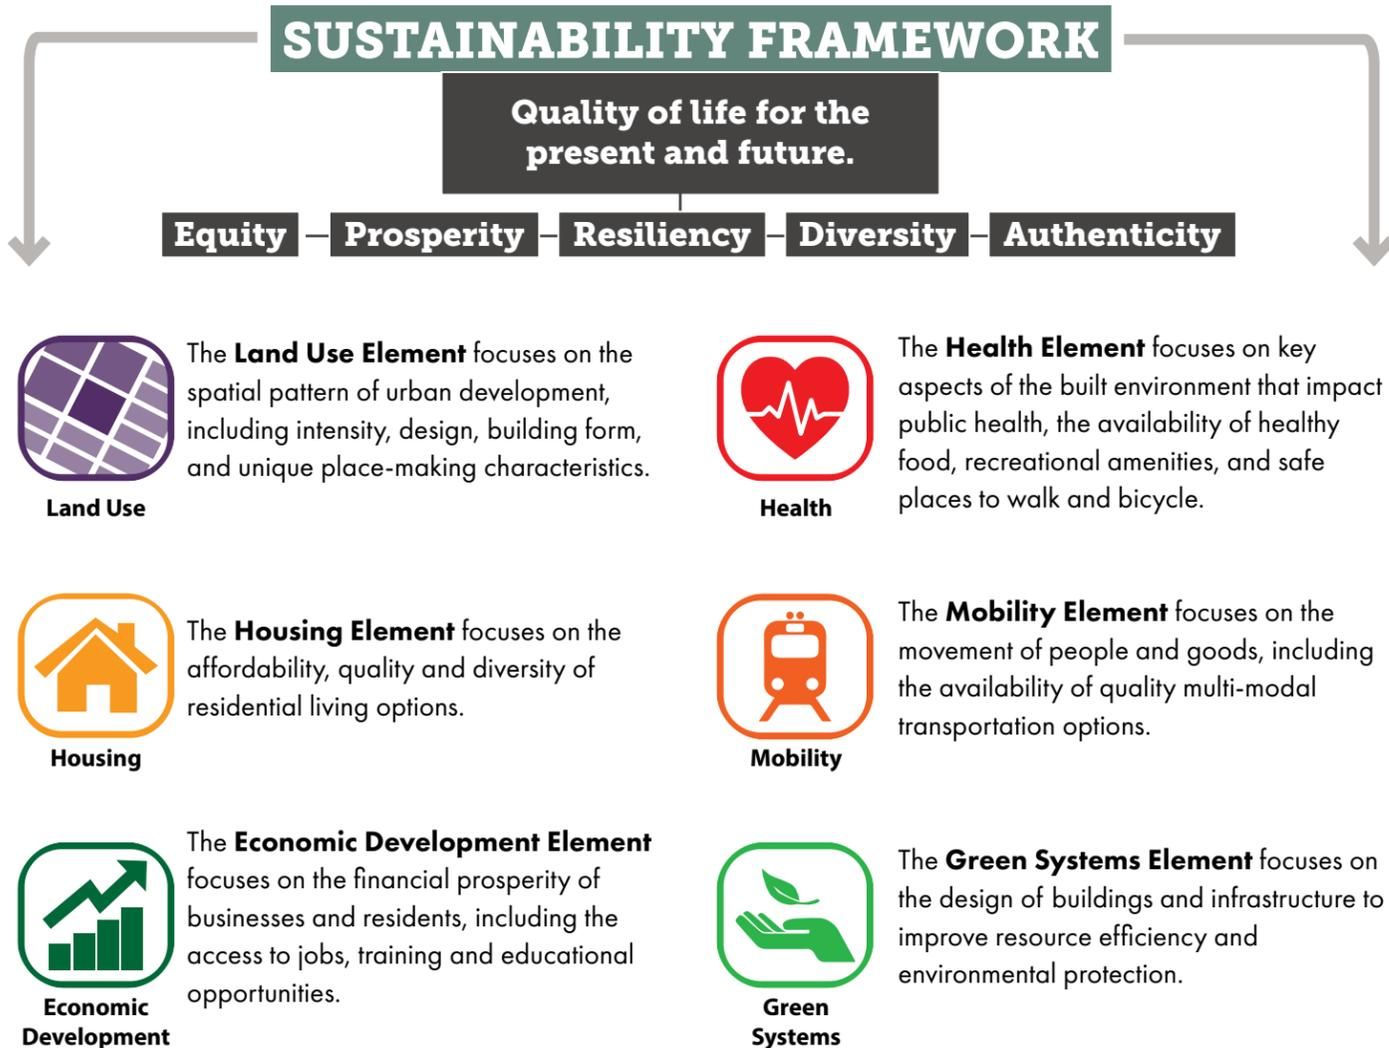 SUSTAINABILITY FRAMEWORK
Quality of life for the
present and future.
Equity Prosperity Resiliency Diversity Authenticity
The Land Use Element focuses on the
spatial pattern of urban development,
including intensity, design, building form,
and unique place-making characteristics.
Land Use
The Health Element focuses on key
aspects of the built environment that impact
public health, the availability of healthy
food, recreational amenities, and safe
places to walk and bicycle.
Health
The Housing Element focuses on the
affordability, quality and diversity of
residential living options.
Housing
The Mobility Element focuses on the
movement of people and goods, including
the availability of quality multi-modal
transportation options.
Mobility
The Economic Development Element
focuses on the financial prosperity of
businesses and residents, including the
access to jobs, training and educational
opportunities.
Economic
Development
The Green Systems Element focuses on
the design of buildings and infrastructure to
improve resource efficiency and
environmental protection.
Green
Systems